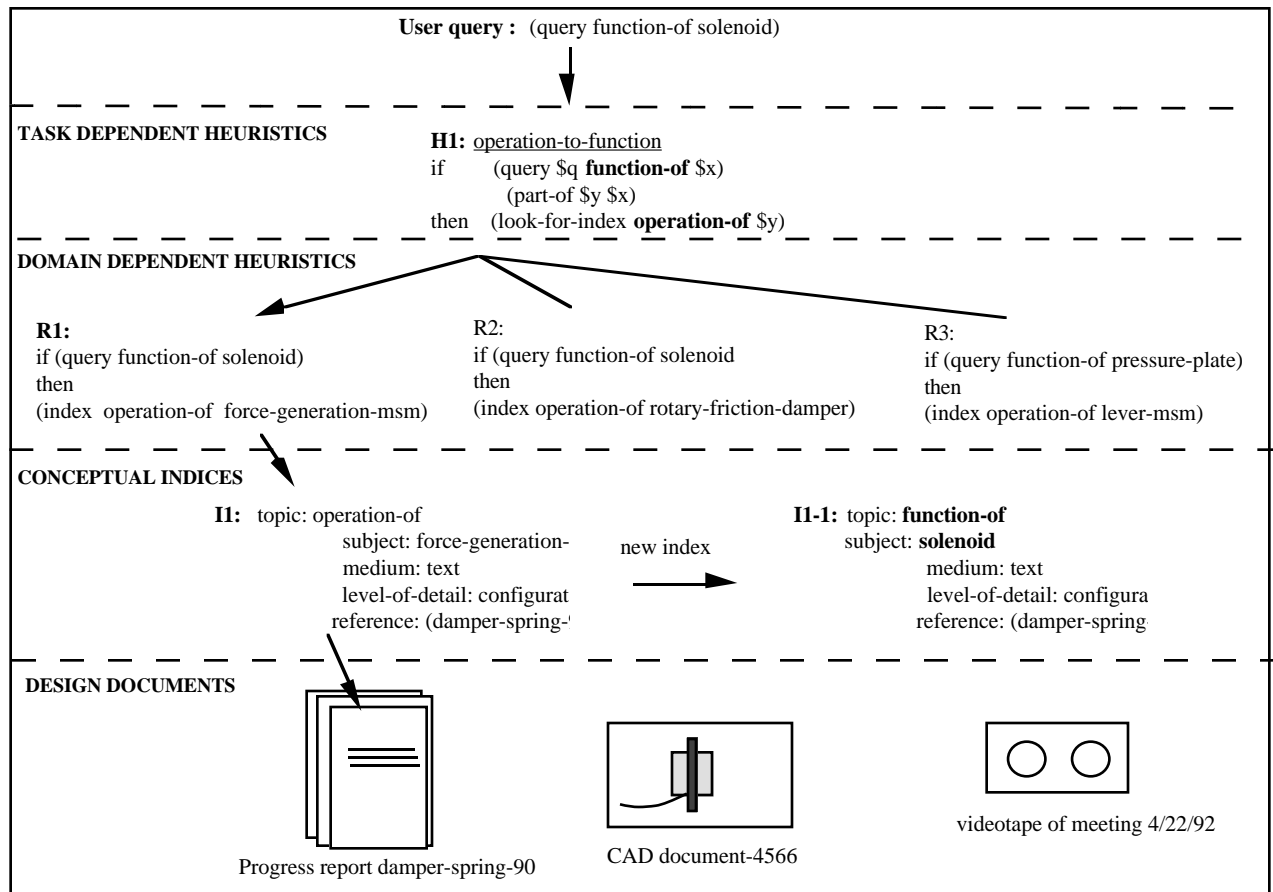 User query : (query function-of solenoid)
TASK DEPENDENT HEURISTICS
H1: operation-to-function
if (query $q function-of $x)
(part-of $y $x)
then (look-for-index operation-of $y)
DOMAIN DEPENDENT HEURISTICS
R1:
if (query function-of solenoid)
then
(index operation-of force-generation-msm)
R2:
if (query function-of solenoid
then
(index operation-of rotary-friction-damper)
R3:
if (query function-of pressure-plate)
then
(index operation-of lever-msm)
CONCEPTUAL INDICES
I1: topic: operation-of
subject: force-generation-
medium: text
level-of-detail: configurat
reference: (damper-spring-
new index
I1-1: topic: function-of
subject: solenoid
medium: text
level-of-detail: configura
reference: (damper-spring-
DESIGN DOCUMENTS
Progress report damper-spring-90
CAD document-4566
videotape of meeting 4/22/92